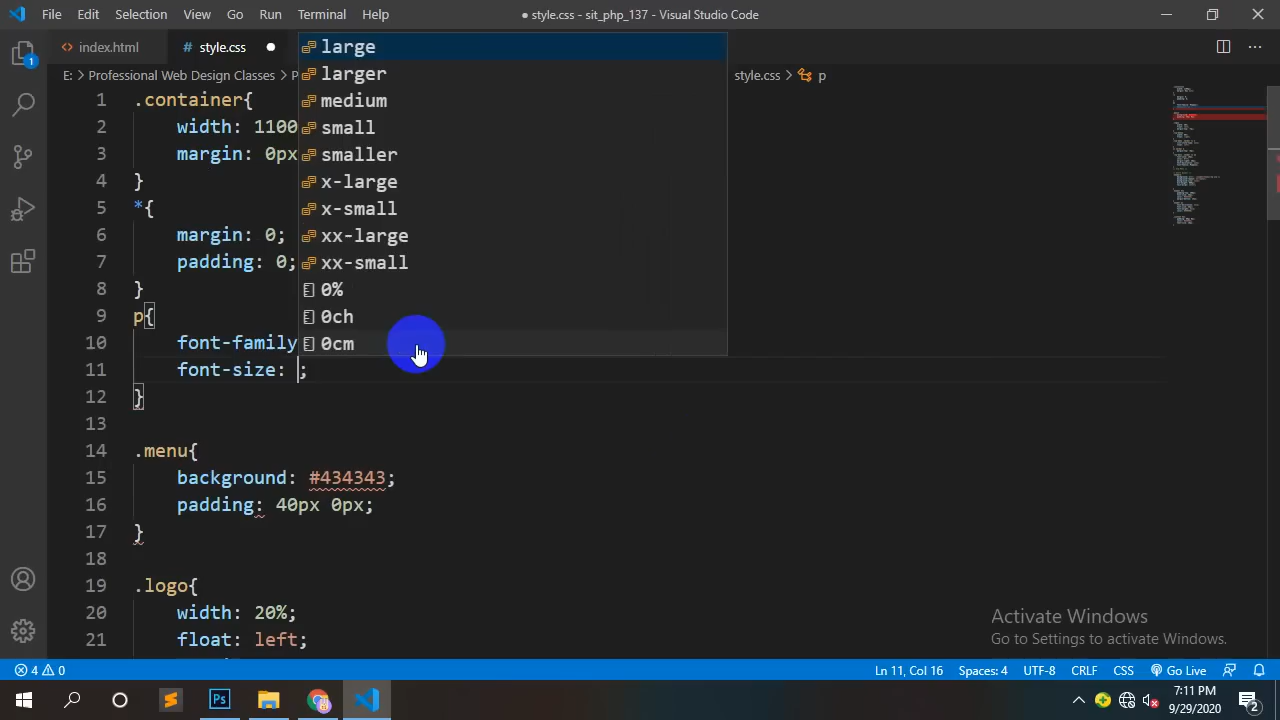 File Edit Selection View Go Run Terminal Help
● style.css - sit_php_137 - Visual Studio Code
<> index.html
# style.css ●
E: > Professional Web Design Classes > P
style.css > p
1 .container{
2 width: 1100
3 margin: 0px
4 }
5 *{
6 margin: 0;
7 padding: 0;
8 }
9 p{
10 font-family
11 font-size: ;
12 }
13
14 .menu{
15 background: #434343;
16 padding: 40px 0px;
17 }
18
19 .logo{
20 width: 20%;
21 float: left;
large
larger
medium
small
smaller
x-large
x-small
xx-large
xx-small
0%
0ch
0cm
1
Activate Windows
Go to Settings to activate Windows.
4 0
Ln 11, Col 16 Spaces: 4 UTF-8 CRLF CSS Go Live
Ps
7:11 PM
9/29/2020
2